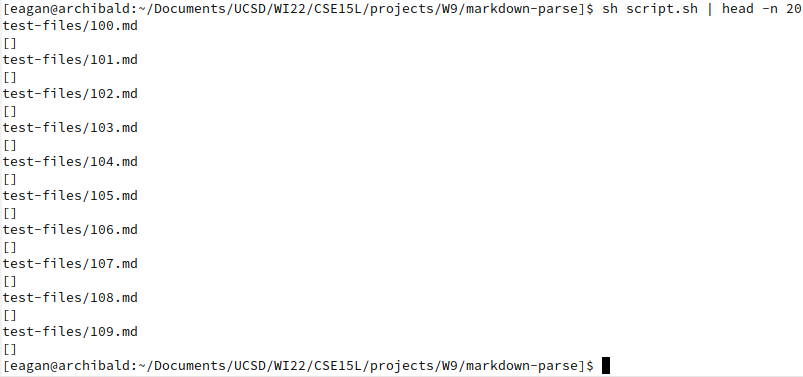 [eagan@archibald:~/Documents/UCSD/WI22/CSE15L/projects/W9/markdown-parse]$ sh script.sh | head -n 20
test-files/100.md
[]
test-files/101.md
[]
test-files/102.md
[]
test-files/103.md
[]
test-files/104.md
[]
test-files/105.md
[]
test-files/106.md
[]
test-files/107.md
[]
test-files/108.md
[]
test-files/109.md
[]
[eagan@archibald:~/Documents/UCSD/WI22/CSE15L/projects/W9/markdown-parse]$